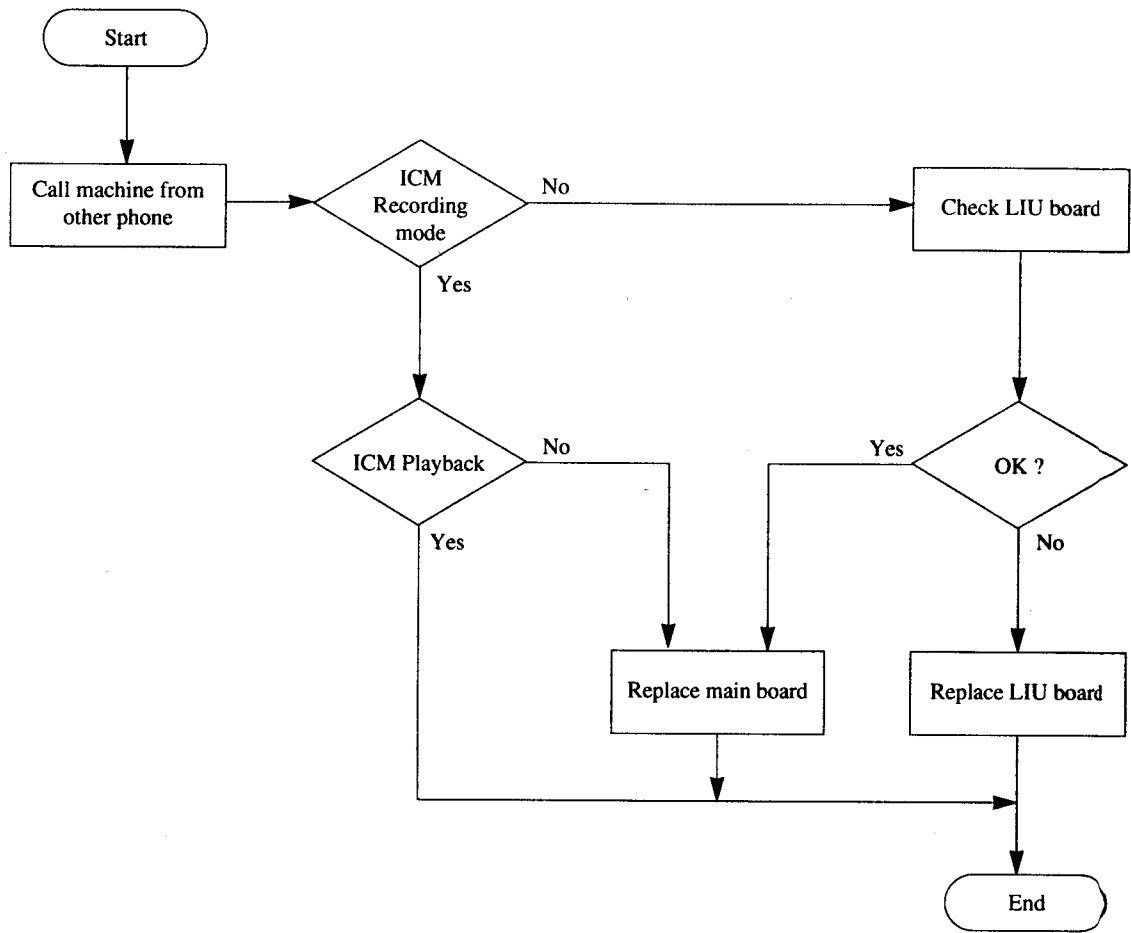 Start
Call machine from
other phone
ICM
Recording
mode
No
Check LIU board
Yes
ICM Playback
No
Yes
OK ?
Yes
No
Replace main board
Replace LIU board
End